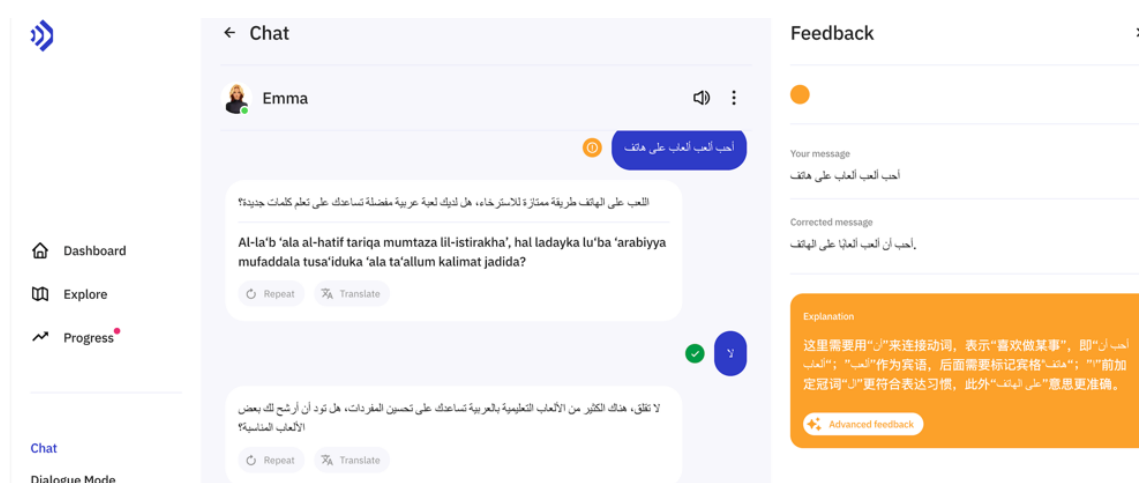 ← Chat
Feedback
Emma
أحب ألعب ألعاب على هاتف
Your message
أحب ألعب ألعاب على هاتف
اللعب على الهاتف طريقة ممتازة للاسترخاء، هل لديك لعبة عربية مفضلة تساعدك على تعلم كلمات جديدة؟
Corrected message
أحب أن ألعب ألعابًا على الهاتف.
Al-la‘b ‘ala al-hatif tariqa mumtaza lil-istirakha’, hal ladayka lu‘ba ‘arabiyya
mufaddala tusa‘iduka ‘ala ta‘allum kalimat jadida?
Repeat Translate
Dashboard
Explore
Progress
Explanation
这里需要用"أن"来连接动词，表示"喜欢做某事"，即"أحب أن
ألعب"；"ألعاب"作为宾语，后面需要标记宾格"ا"；"هاتف"前加
定冠词"ال"更符合表达习惯，此外"على الهاتف"意思更准确。
Advanced feedback
لا
لا تقلق، هناك الكثير من الألعاب التعليمية بالعربية تساعدك على تحسين المفردات، هل تود أن أرشح لك بعض
الألعاب المناسبة؟
Repeat Translate
Chat
Dialogue Mode